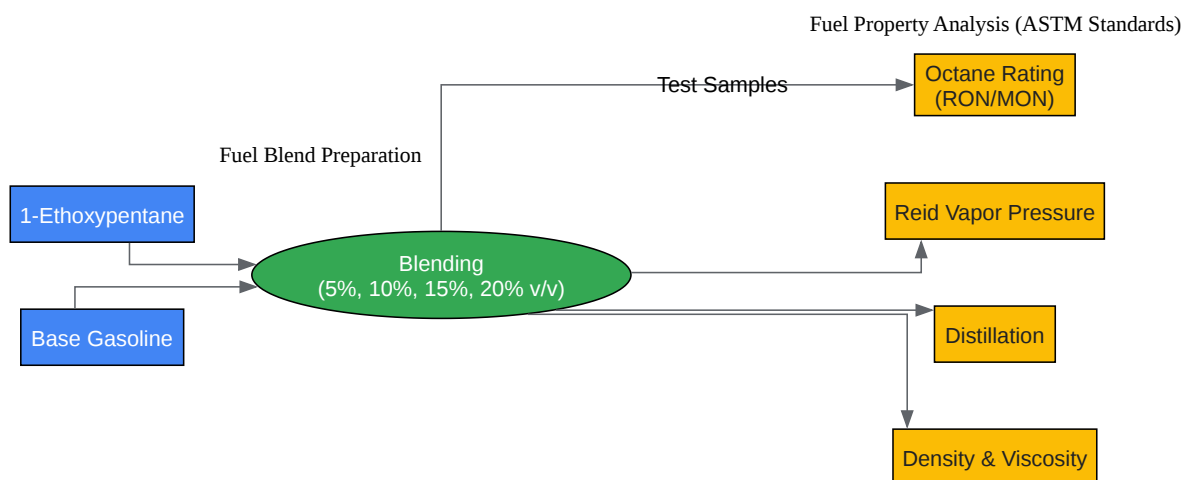 Fuel Property Analysis (ASTM Standards)
Octane Rating
(RON/MON)
Test Samples
Fuel Blend Preparation
1-Ethoxypentane
Reid Vapor Pressure
Blending
(5%, 10%, 15%, 20% v/v)
Base Gasoline
Distillation
Density & Viscosity